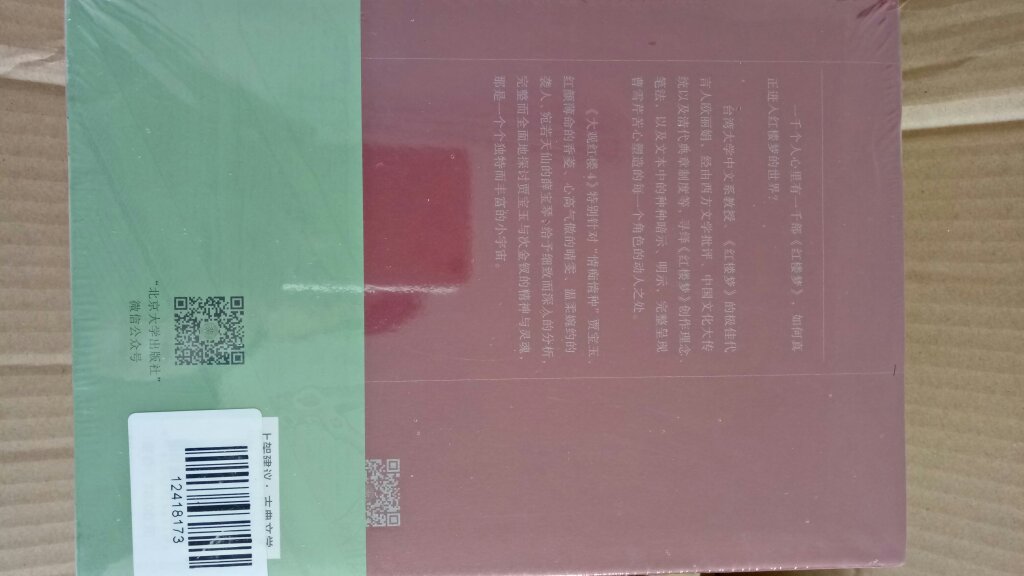 一千个人心里有一千部《红楼梦》，如何真
正进入红楼梦的世界？
台湾大学中文系教授、《红楼梦》的最佳代
言人欧丽娟，经由西方文学批评、中国文化大传
统以及清代典章制度等，寻绎《红楼梦》创作理念、
笔法，以及文本中的种种暗示、明示，完整呈现
曹雪芹苦心塑造的每一个角色的动人之处。
《大观红楼4》特别针对“情痴情种”贾宝玉、
红颜薄命的香菱、心高气傲的晴雯、温柔婉约的
袭人、宛若天仙的薛宝琴，给予细致而深入的分析，
完整而全面地探讨贾宝玉与次金钗的精神与灵魂，
那是一个个独特而丰富的小宇宙。
“北京大学出版社”
微信公众号
上架建议·古典文学
12418173